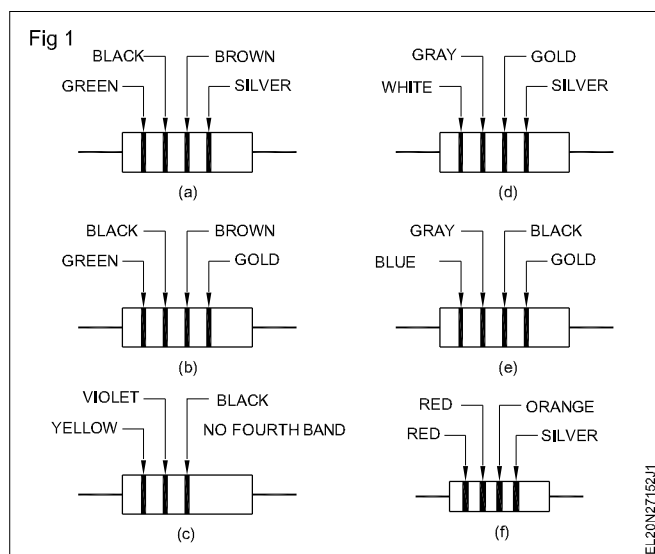 Fig 1
BLACK BROWN
GREEN SILVER
(a)
GRAY GOLD
WHITE SILVER
(d)
BLACK BROWN
GREEN GOLD
(b)
GRAY BLACK
BLUE GOLD
(e)
VIOLET BLACK
YELLOW NO FOURTH BAND
(c)
RED ORANGE
RED SILVER
(f)
EL20N27152J1